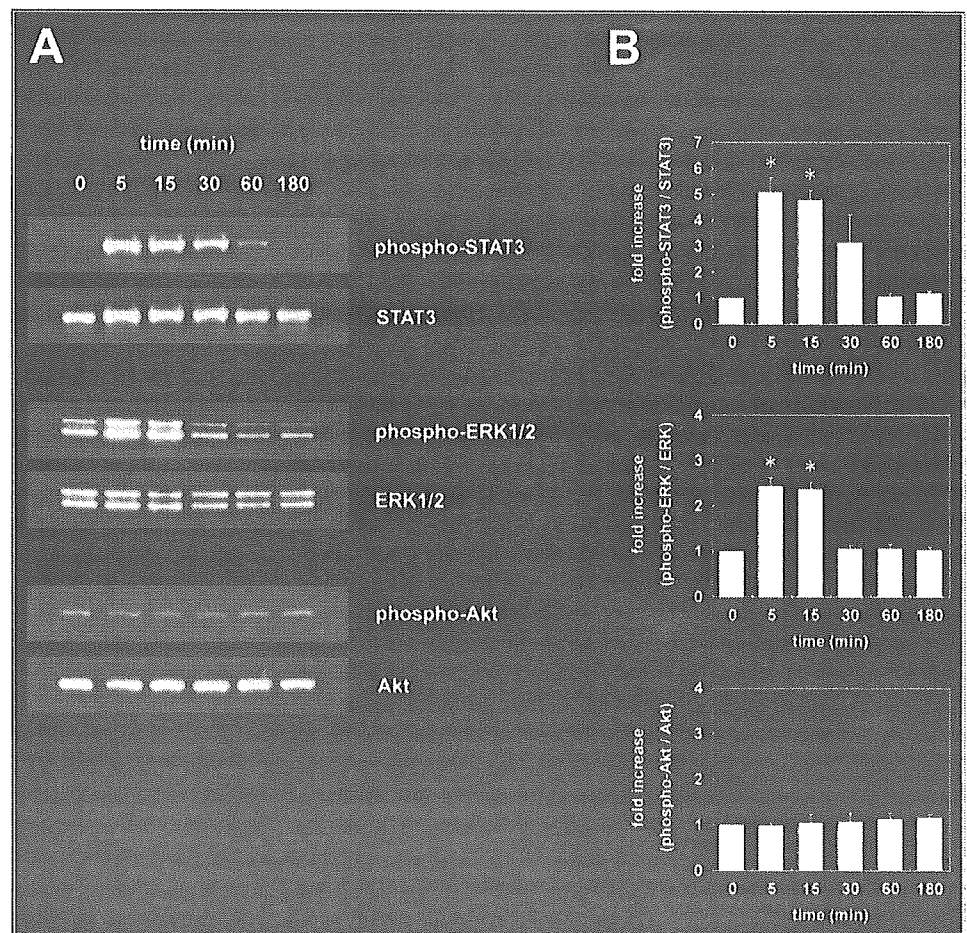 A
time (min)
0 5 15 30 60 180
phospho-STAT3
STAT3
phospho-ERK1/2
ERK1/2
phospho-Akt
Akt
B
fold increase
(phospho-STAT3 / STAT3)
7
6
5
4
3
2
1
0
* *
0 5 15 30 60 180
time (min)
fold increase
(phospho-ERK / ERK)
4
3
2
1
0
* *
0 5 15 30 60 180
time (min)
fold increase
(phospho-Akt / Akt)
4
3
2
1
0
0 5 15 30 60 180
time (min)